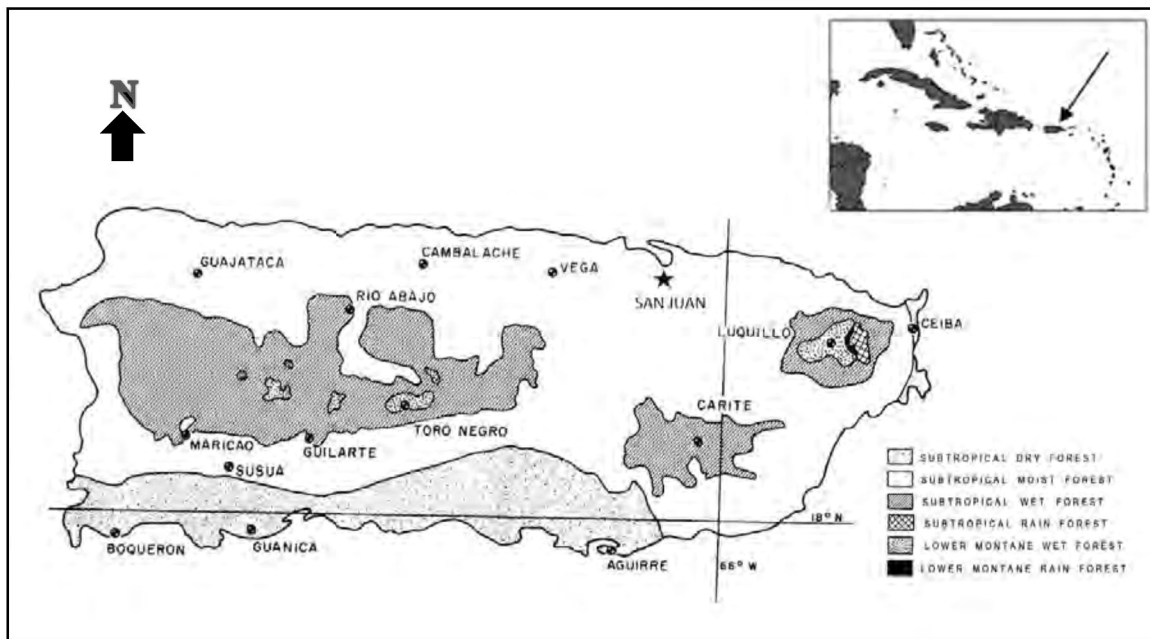 N
GUAJATACA
CAMBALACHE
VEGA
SAN JUAN
RIO ABAJO
LUQUILLO
CEIBA
CARITE
TORO NEGRO
MARICAO
GUILARTE
SUSUA
BOQUERON
GUANICA
AGUIRRE
18° N
66° W
SUBTROPICAL DRY FOREST
SUBTROPICAL MOIST FOREST
SUBTROPICAL WET FOREST
SUBTROPICAL RAIN FOREST
LOWER MONTANE WET FOREST
LOWER MONTANE RAIN FOREST